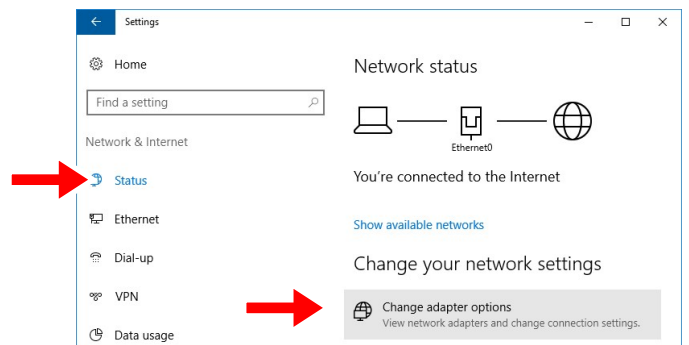 Settings
Home
Find a setting
Network & Internet
Status
Ethernet
Dial-up
VPN
Data usage
Network status
Ethernet0
You're connected to the Internet
Show available networks
Change your network settings
Change adapter options
View network adapters and change connection settings.